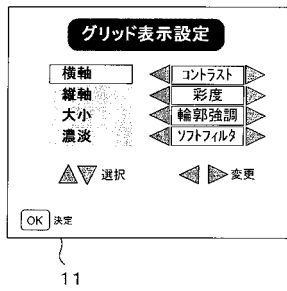 グリッド表示設定
横軸 コントラスト
縦軸 彩度
大小 輪郭強調
濃淡 ソフトフィルタ
選択 変更
OK 決定
11